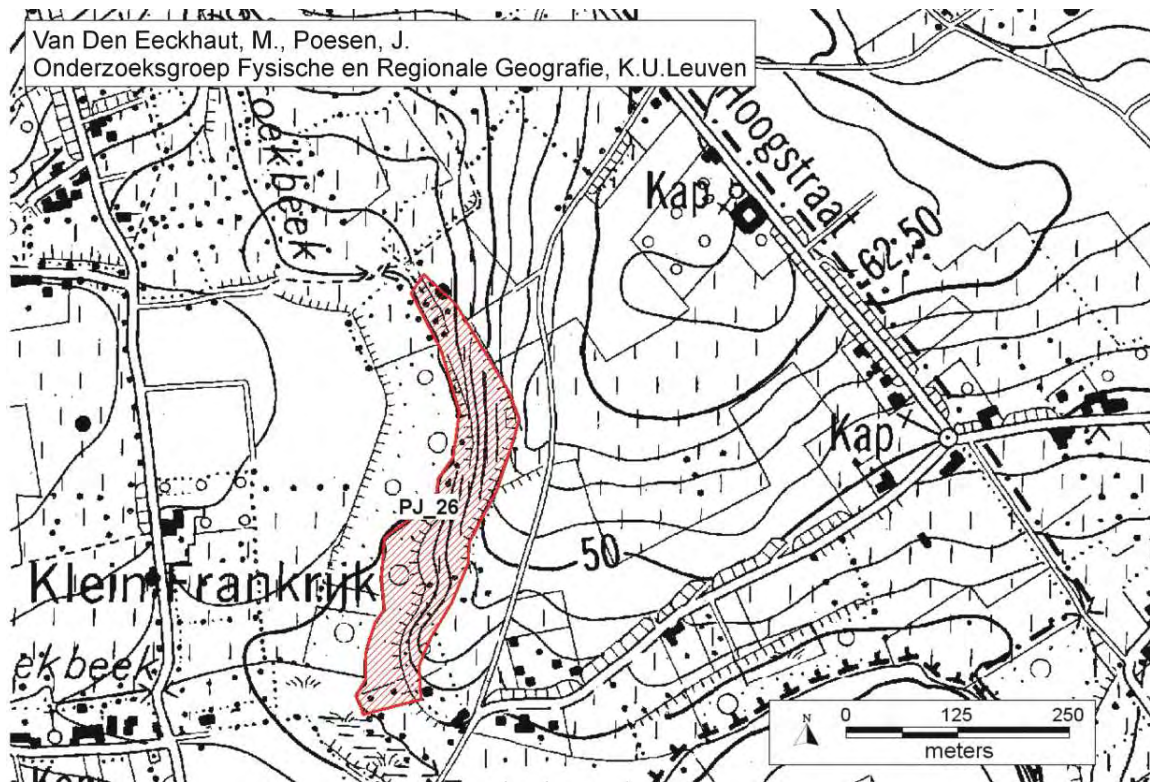 Van Den Eeckhaut, M., Poesen, J.
Onderzoeksgroep Fysische en Regionale Geografie, K.U.Leuven
oekbeek
Hoogstraat
Kap
62,50
Kap
PJ_26
50
Klein Frankrijk
ekbeek
N
0 125 250
meters